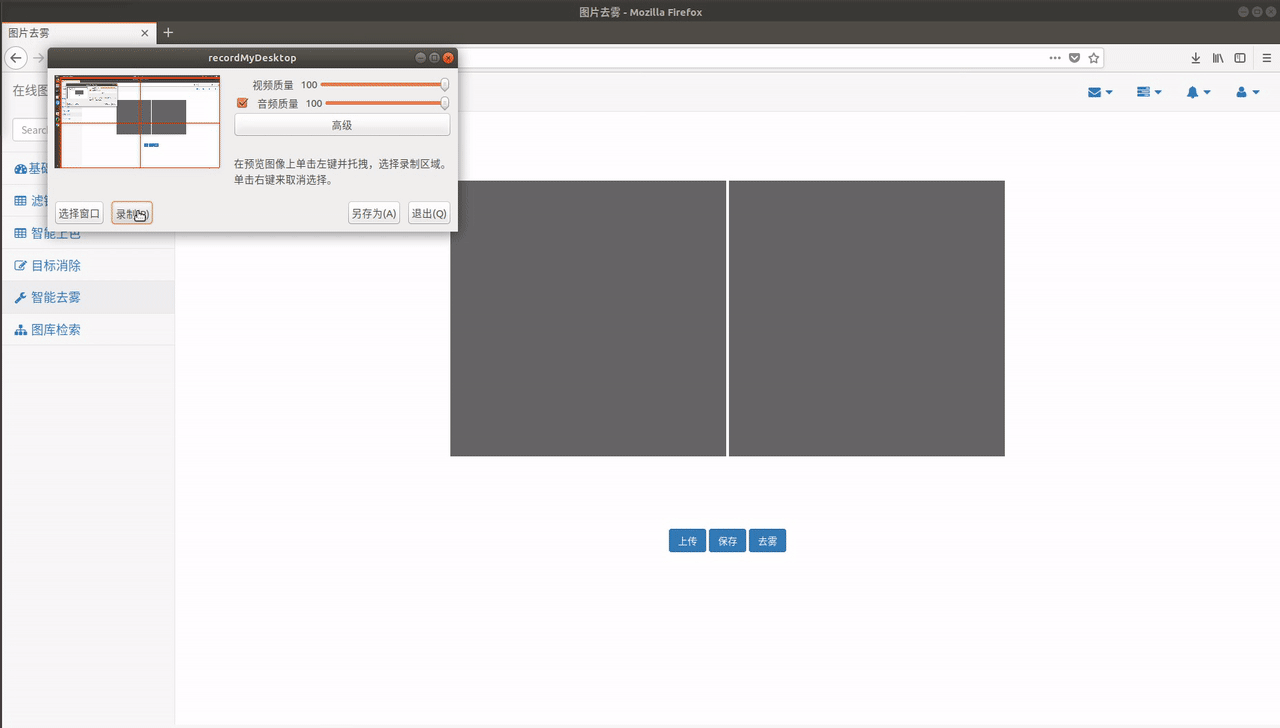 图片去雾 - Mozilla Firefox
图片去雾
recordMyDesktop
在线图
Search
视频质量 100
音频质量 100
高级
在预览图像上单击左键并托拽，选择录制区域。
单击右键来取消选择。
选择窗口
录制
另存为(A)
退出(Q)
基础
智能上色
目标消除
智能去雾
图库检索
上传
保存
去雾